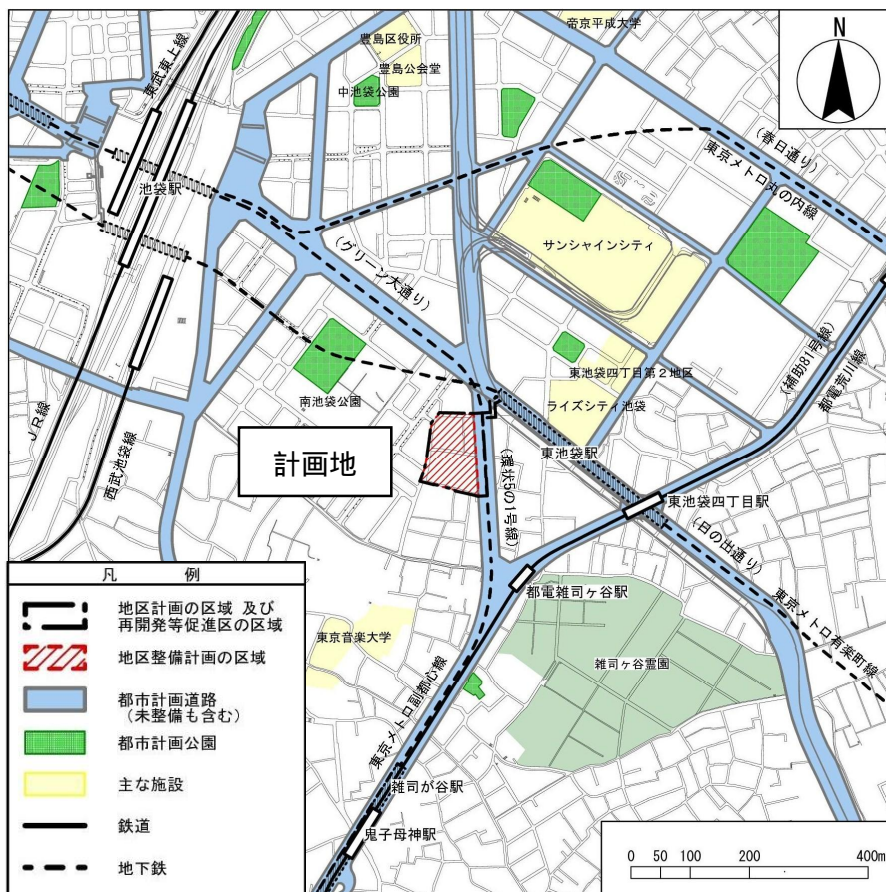 帝京平成大学
N
豊島区役所
豊島公会堂
中池袋公園
東武東上線
(春日通り)
東京メトロ丸の内線
池袋駅
サンシャインシティ
(グリーン大通り)
東池袋四丁目第2地区
(補助81号線)
都電荒川線
南池袋公園
ライズシティ池袋
JR線
西武池袋線
計画地
東池袋駅
(環状5の1号線)
東池袋四丁目駅
(日の出通り)
都電雑司ヶ谷駅
東京メトロ有楽町線
東京音楽大学
雑司ヶ谷霊園
東京メトロ副都心線
雑司が谷駅
鬼子母神駅
凡 例
地区計画の区域 及び
再開発等促進区の区域
地区整備計画の区域
都市計画道路
(未整備も含む)
都市計画公園
主な施設
鉄道
地下鉄
0 50 100 200 400m